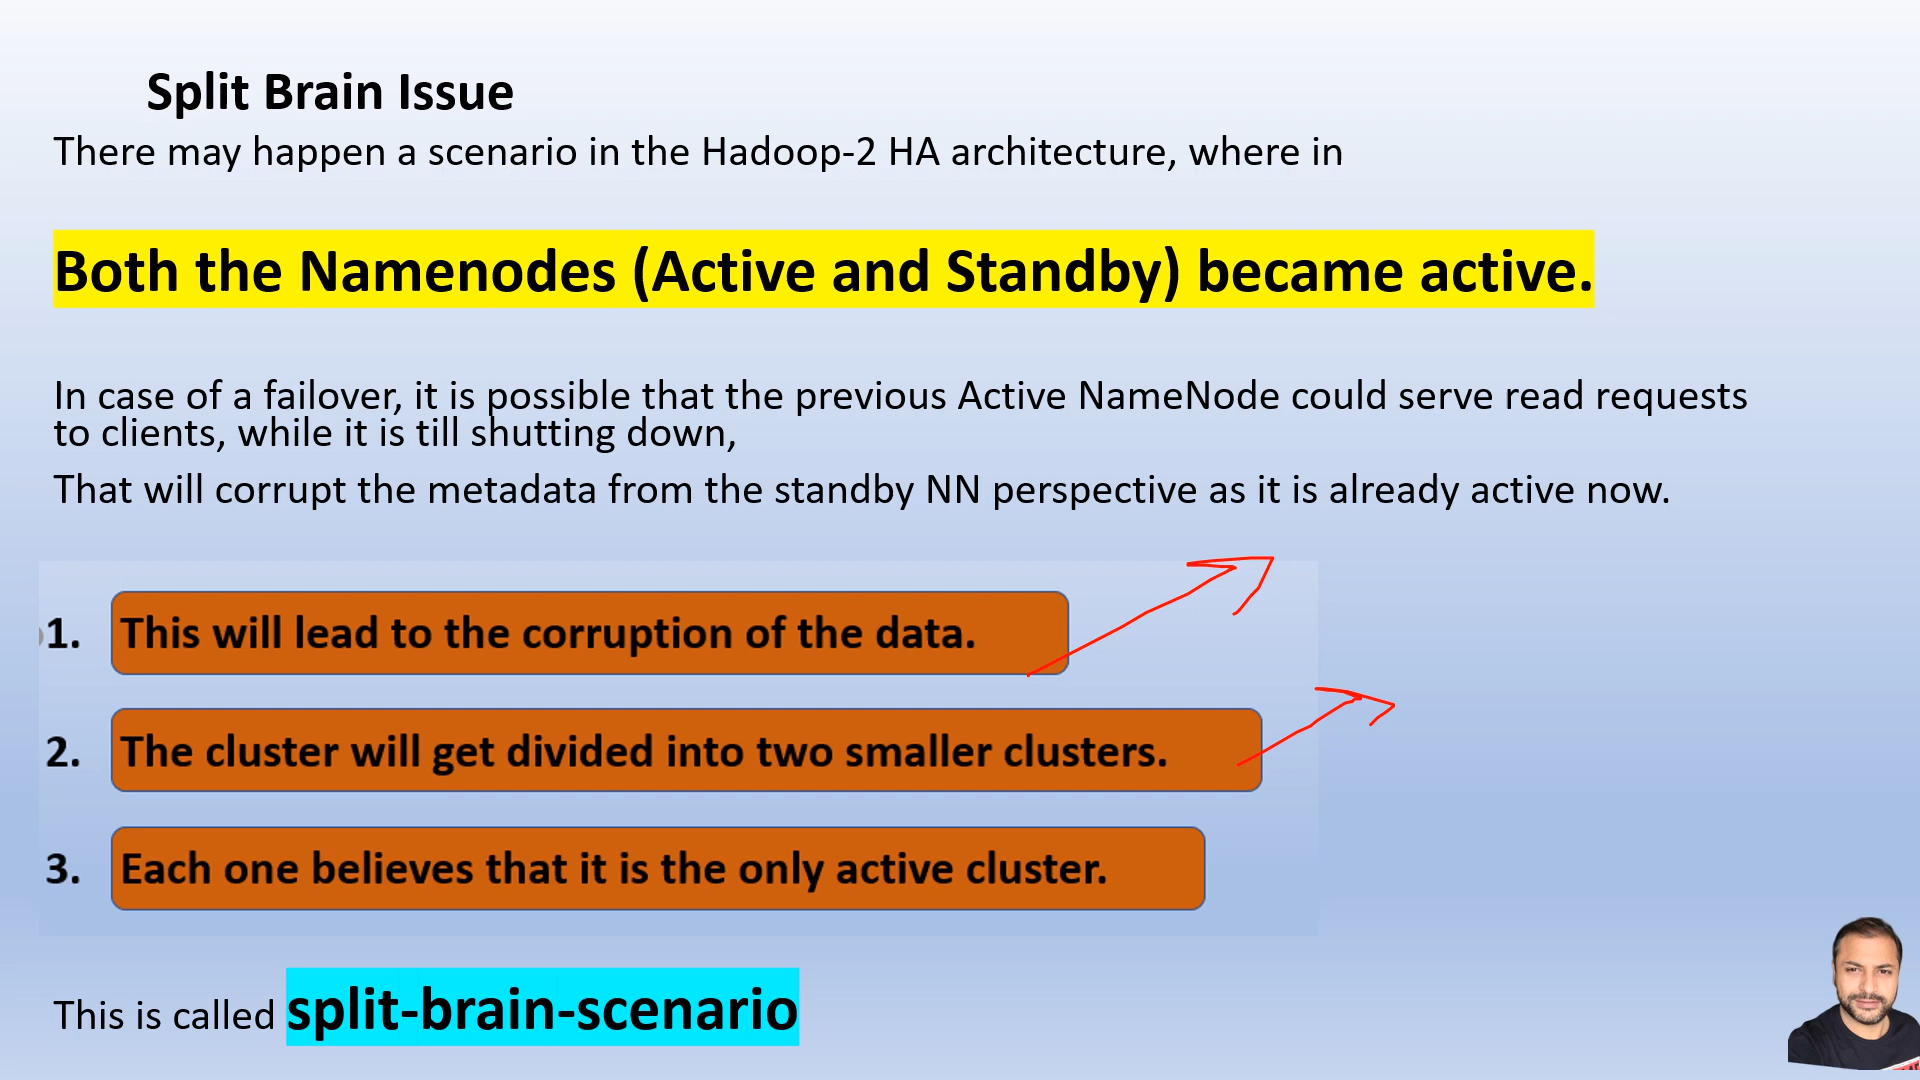 Split Brain Issue
There may happen a scenario in the Hadoop-2 HA architecture, where in
Both the Namenodes (Active and Standby) became active.
In case of a failover, it is possible that the previous Active NameNode could serve read requests
to clients, while it is till shutting down,
That will corrupt the metadata from the standby NN perspective as it is already active now.
1. This will lead to the corruption of the data.
2. The cluster will get divided into two smaller clusters.
3. Each one believes that it is the only active cluster.
This is called split-brain-scenario